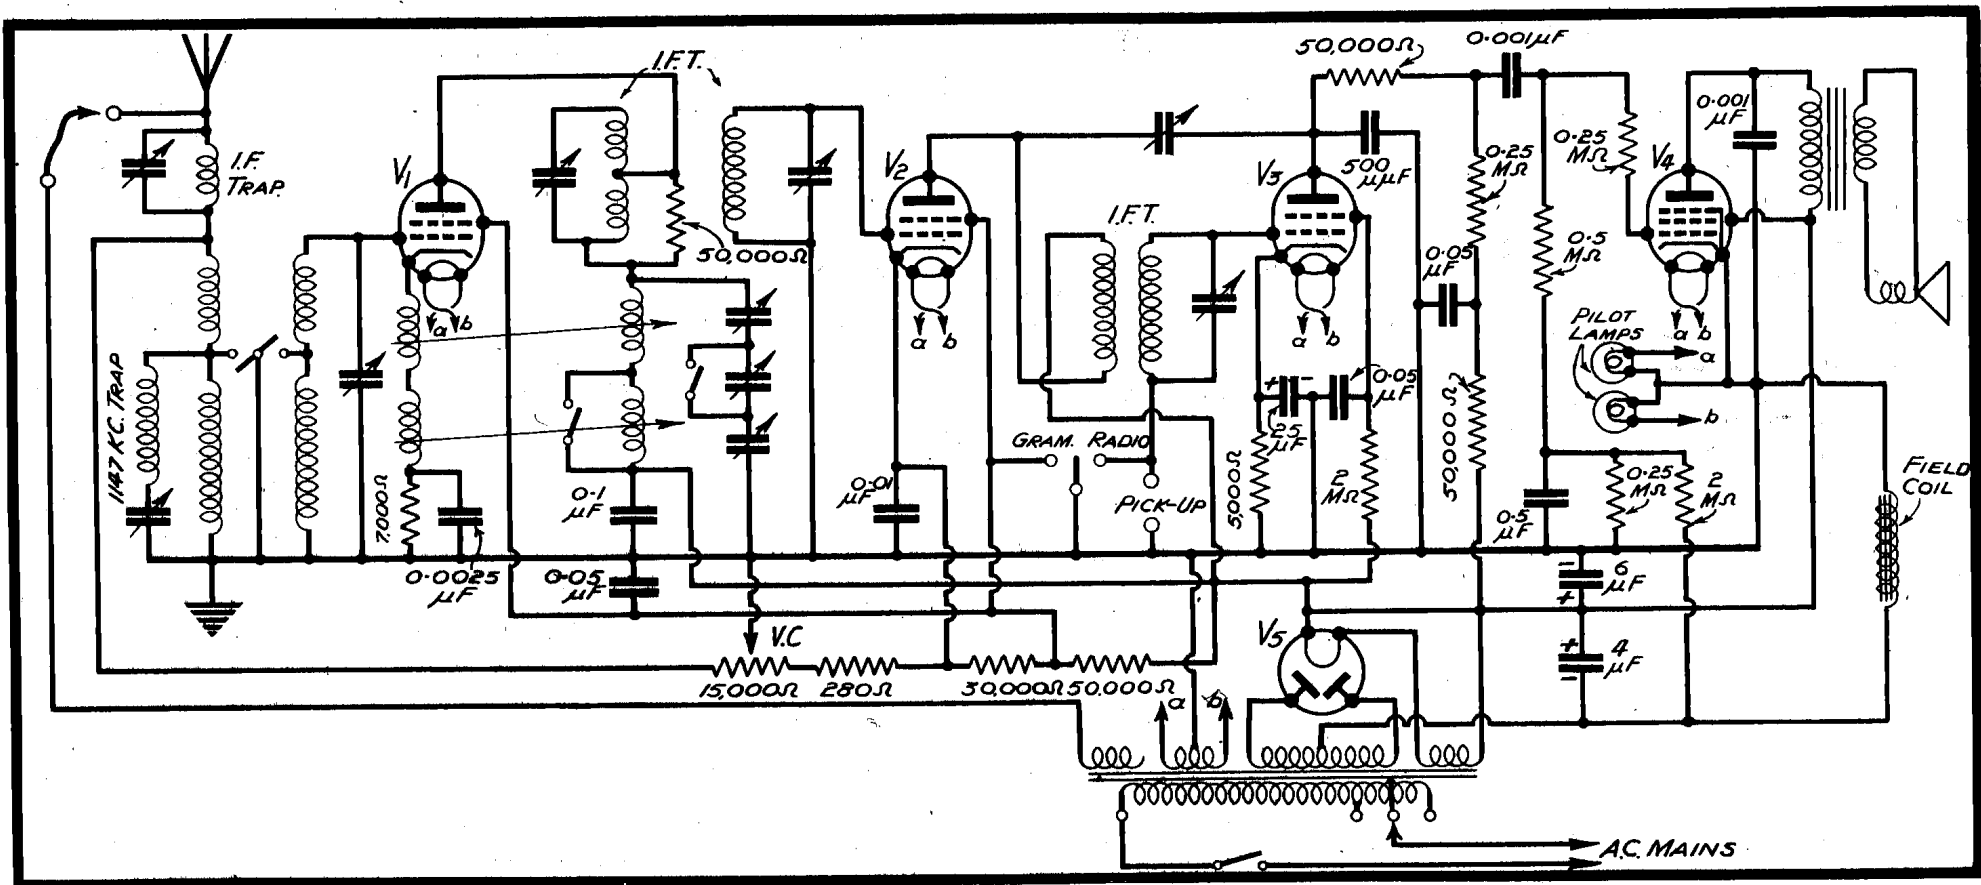 50,000Ω
0·001μF
I.F.T.
I.F.
TRAP
V1
V2
V3
V4
0·001
μF
500
μμF
0·25
MΩ
0·25
MΩ
I.F.T.
50,000Ω
0·05
μF
0·5
MΩ
a b
a b
a b
a b
PILOT
LAMPS
a
b
1147 KC. TRAP
+ -
25
μF
0·05
μF
GRAM. RADIO
PICK-UP
7,000Ω
0·1
μF
0·01
μF
5,000Ω
2
MΩ
50,000Ω
0·5
μF
0·25
MΩ
2
MΩ
FIELD
COIL
0·0025
μF
0·05
μF
-
6
μF
+
V.C
V5
+
4
μF
-
15,000Ω
280Ω
30,000Ω
50,000Ω
a b
A.C. MAINS